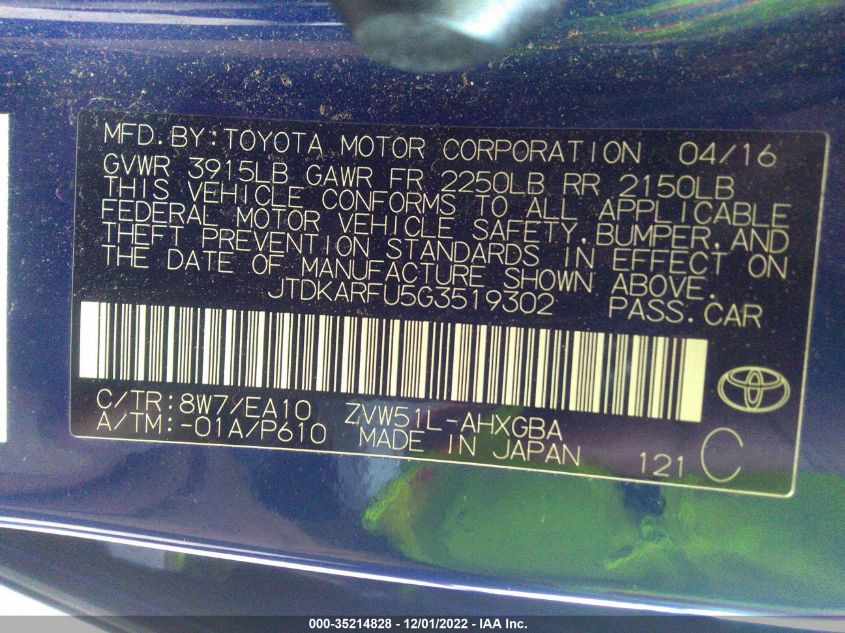 MFD.BY:TOYOTA MOTOR CORPORATION 04/16
GVWR 3915LB GAWR FR 2250LB RR 2150LB
THIS VEHICLE CONFORMS TO ALL APPLICABLE
FEDERAL MOTOR VEHICLE SAFETY,BUMPER,AND
THEFT PREVENTION STANDARDS IN EFFECT ON
THE DATE OF MANUFACTURE SHOWN ABOVE.
JTDKARFU5G3519302 PASS.CAR
C/TR:8W7/EA10 ZVW51L-AHXGBA
A/TM:-01A/P610 MADE IN JAPAN 121 C
000-35214828 - 12/01/2022 - IAA Inc.